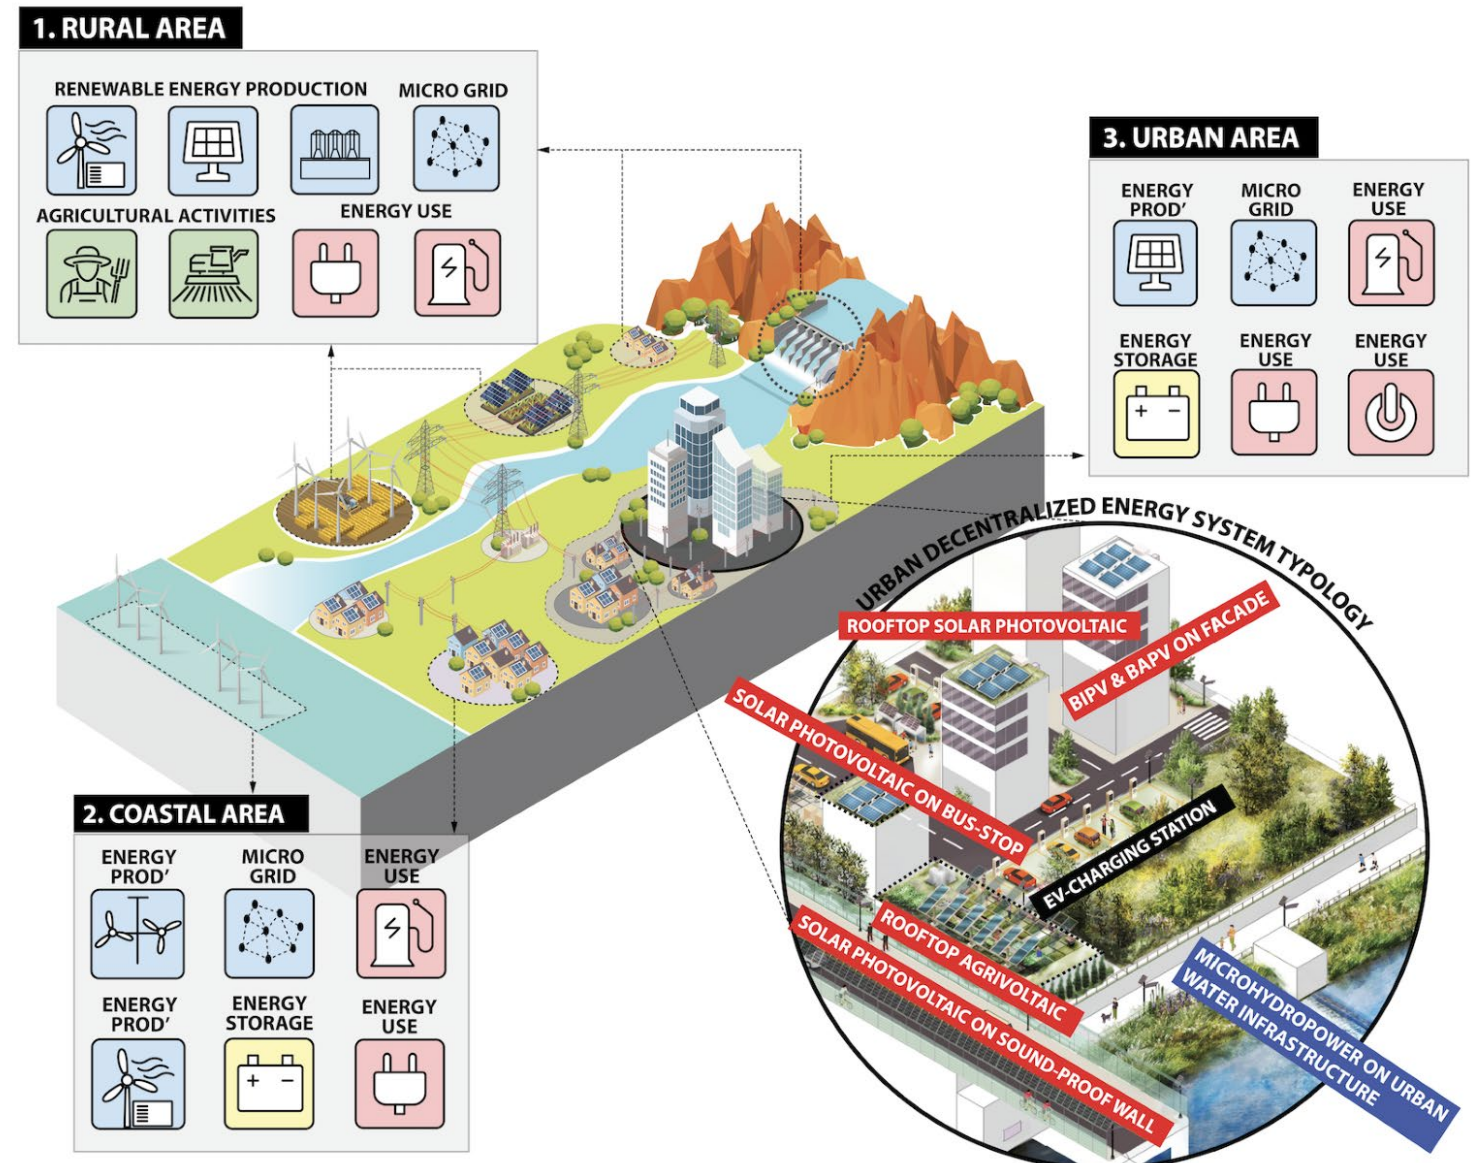 1. RURAL AREA
RENEWABLE ENERGY PRODUCTION
MICRO GRID
AGRICULTURAL ACTIVITIES
ENERGY USE
3. URBAN AREA
ENERGY
PROD'
MICRO
GRID
ENERGY
USE
ENERGY
STORAGE
ENERGY
USE
ENERGY
USE
URBAN DECENTRALIZED ENERGY SYSTEM TYPOLOGY
ROOFTOP SOLAR PHOTOVOLTAIC
BIPV & BAPV ON FACADE
SOLAR PHOTOVOLTAIC ON BUS-STOP
EV-CHARGING STATION
ROOFTOP AGRIVOLTAIC
SOLAR PHOTOVOLTAIC ON SOUND-PROOF WALL
MICROHYDROPOWER ON URBAN
WATER INFRASTRUCTURE
2. COASTAL AREA
ENERGY
PROD'
MICRO
GRID
ENERGY
USE
ENERGY
PROD'
ENERGY
STORAGE
ENERGY
USE